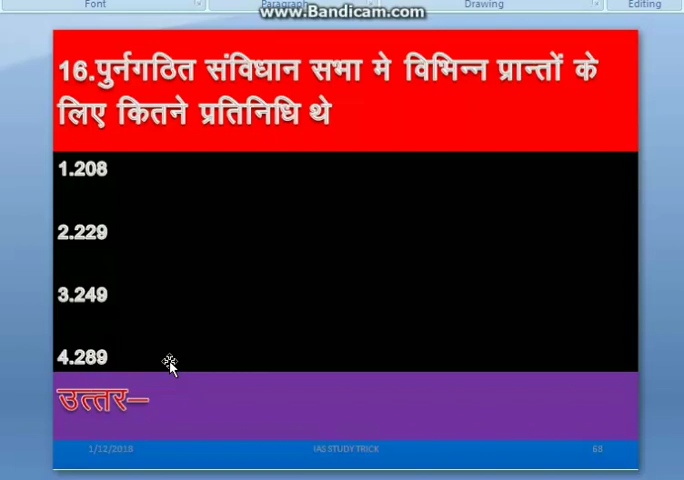 www.Bandicam.com
Font Paragraph Drawing Editing
16.पुर्नगठित संविधान सभा मे विभिन्न प्रान्तों के
लिए कितने प्रतिनिधि थे
1.208
2.229
3.249
4.289
उत्तर–
1/12/2018 IAS STUDY TRICK 68